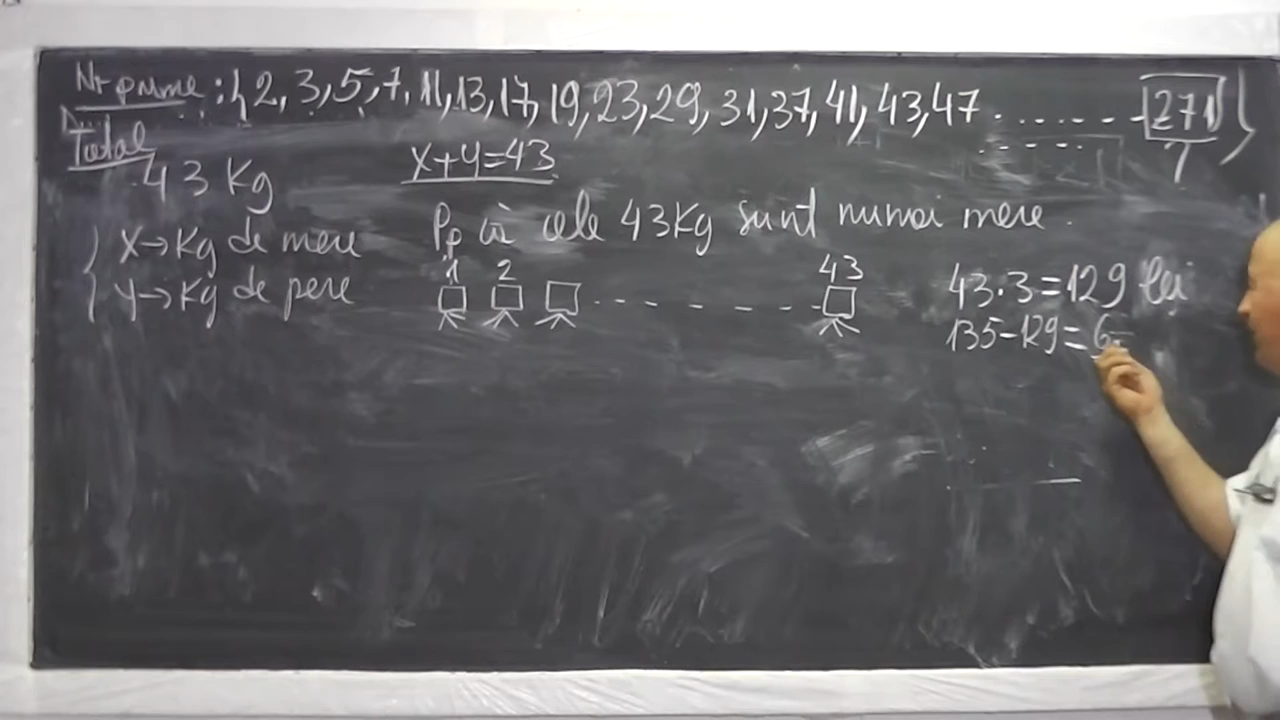 Nr prime : { 2, 3, 5, 7, 11, 13, 17, 19, 23, 29, 31, 37, 41, 43, 47 ....... 271 }
?
Total
43 Kg
x→Kg de mere
y→Kg de pere
x+y=43
Pp că cele 43Kg sunt numai mere.
1 2 43
43·3=129 lei
135-129=6